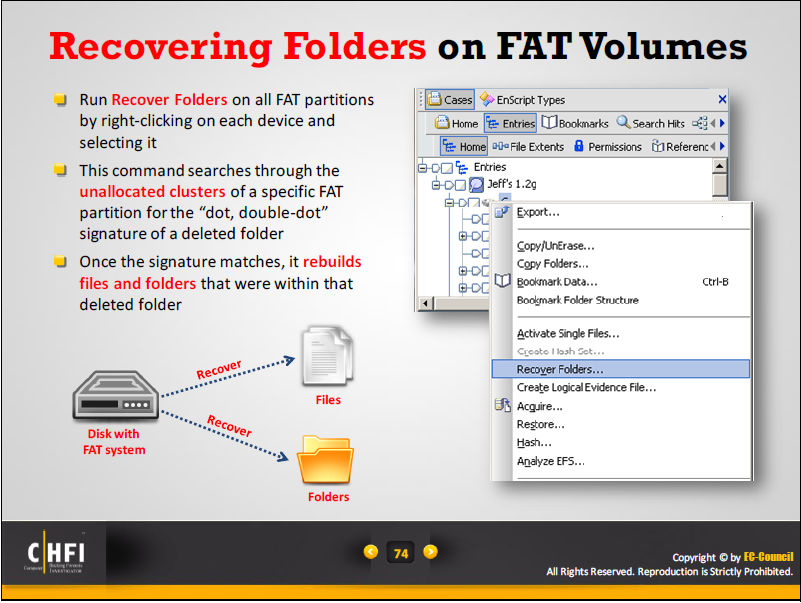 Recovering Folders on FAT Volumes
Run Recover Folders on all FAT partitions
by right-clicking on each device and
selecting it
This command searches through the
unallocated clusters of a specific FAT
partition for the “dot, double-dot”
signature of a deleted folder
Once the signature matches, it rebuilds
files and folders that were within that
deleted folder
Cases EnScript Types
Home Entries Bookmarks Search Hits
Home File Extents Permissions Referenc
Entries
Jeff's 1.2g
C
Export...
Copy/UnErase...
Copy Folders...
Bookmark Data... Ctrl-B
Bookmark Folder Structure
Activate Single Files...
Create Hash Set...
Recover Folders...
Create Logical Evidence File...
Acquire...
Restore...
Hash...
Analyze EFS...
Recover
Files
Recover
Folders
Disk with
FAT system
CHFI
Computer Hacking Forensic
INVESTIGATOR
74
Copyright © by EC-Council
All Rights Reserved. Reproduction is Strictly Prohibited.